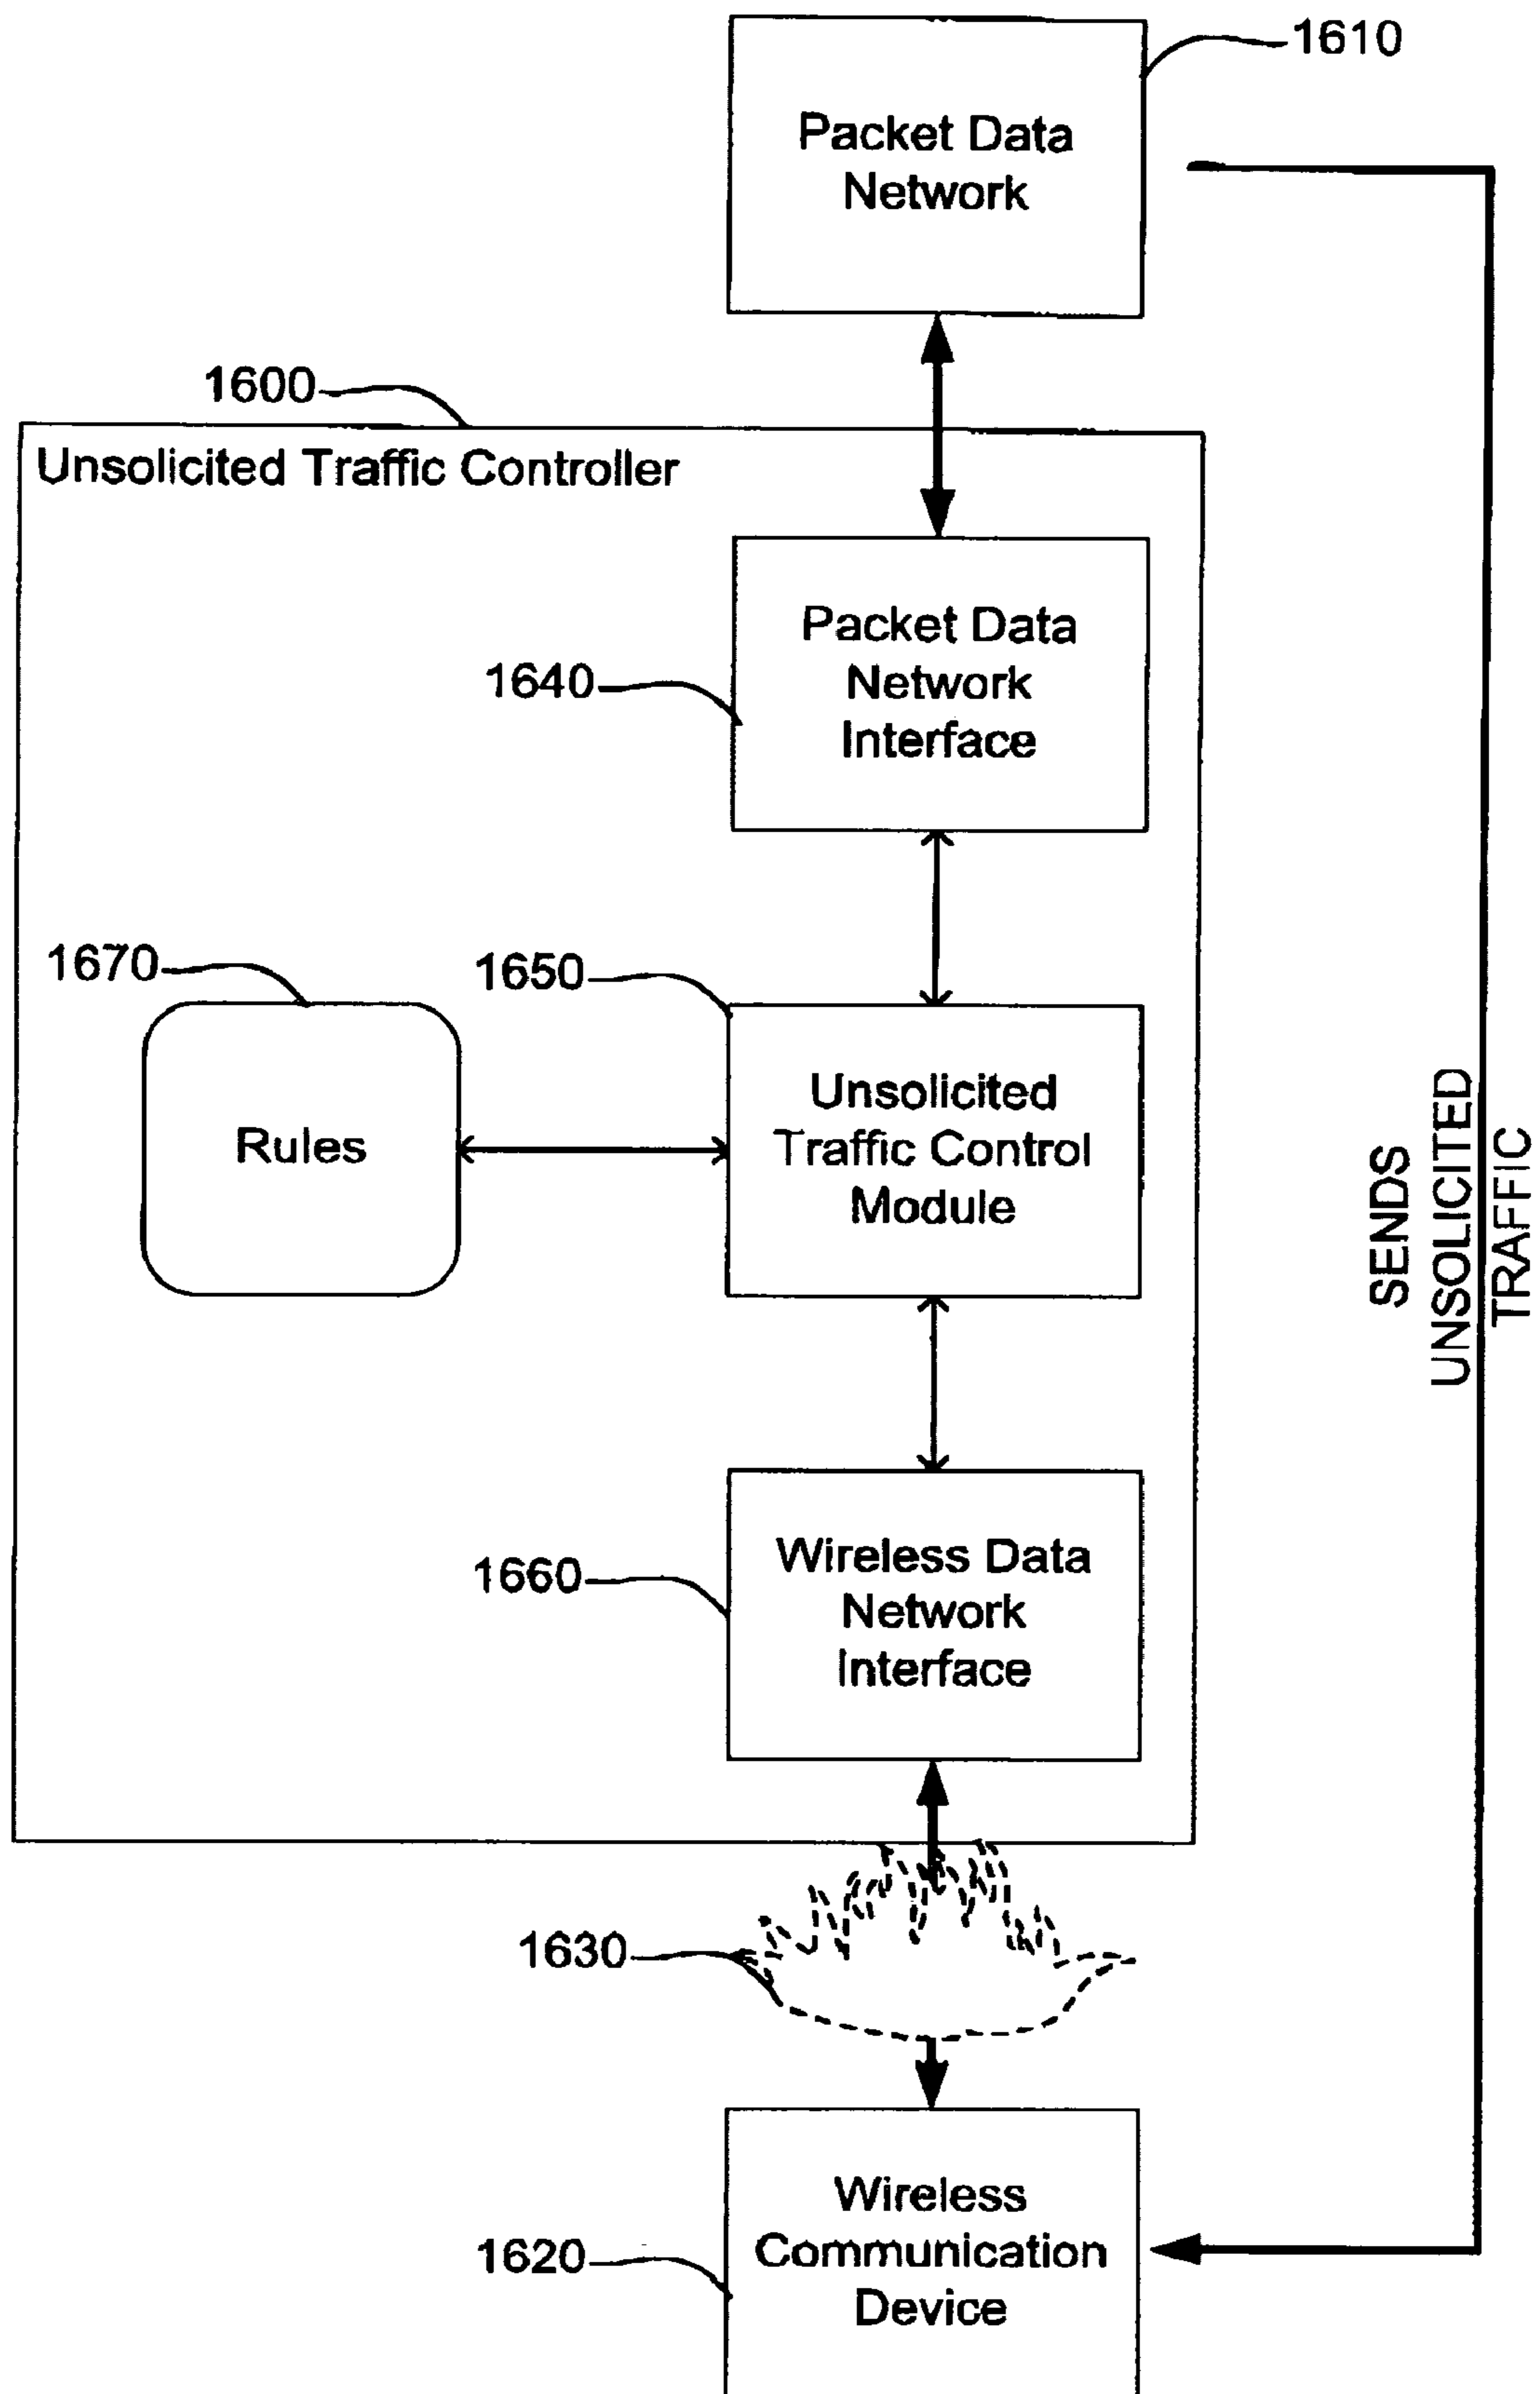 1610
Packet Data
Network
1600
Unsolicited Traffic Controller
Packet Data
Network
Interface
1640
1670
1650
Rules
Unsolicited
Traffic Control
Module
SENDS
UNSOLICITED
TRAFFIC
1660
Wireless Data
Network
Interface
1630
1620
Wireless
Communication
Device